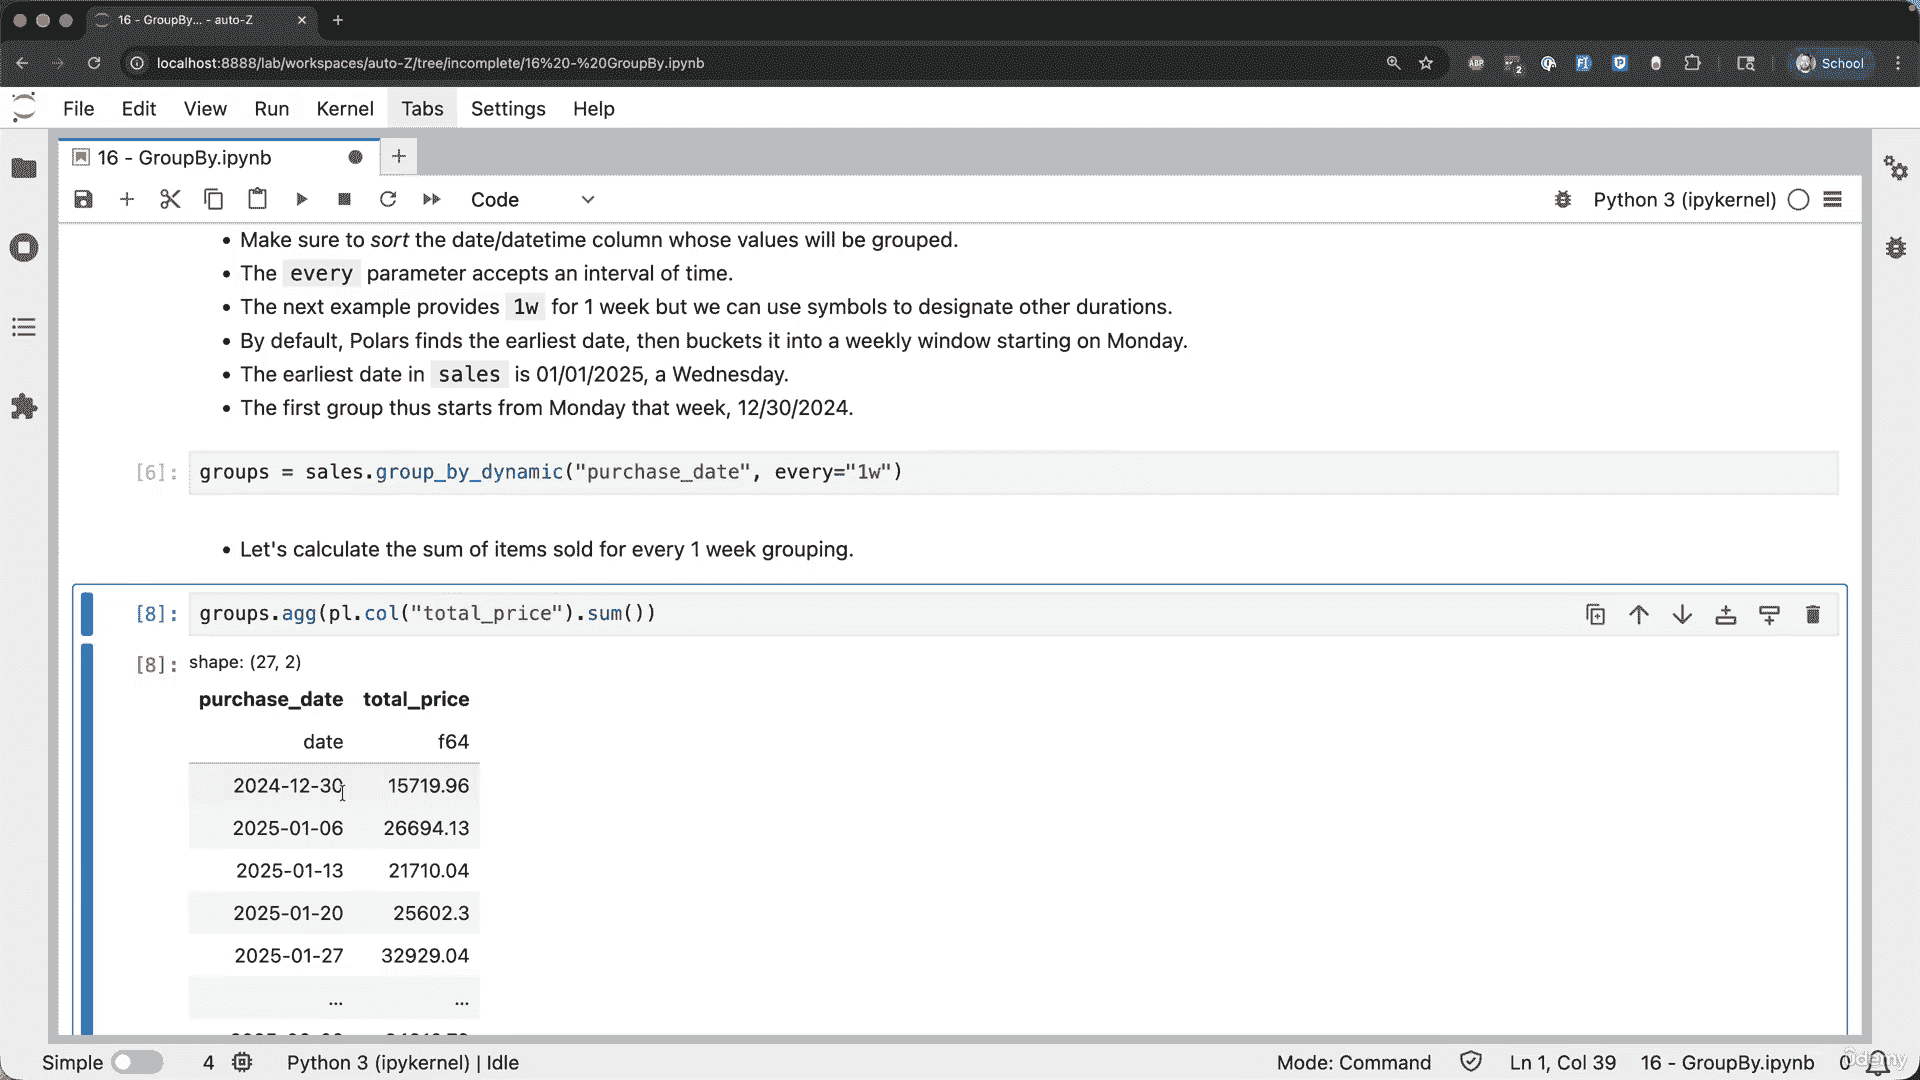 16 - GroupBy... - auto-Z
localhost:8888/lab/workspaces/auto-Z/tree/incomplete/16%20-%20GroupBy.ipynb
ABP
2
School
File Edit View Run Kernel Tabs Settings Help
16 - GroupBy.ipynb
Code
Python 3 (ipykernel)
• Make sure to sort the date/datetime column whose values will be grouped.
• The every parameter accepts an interval of time.
• The next example provides 1w for 1 week but we can use symbols to designate other durations.
• By default, Polars finds the earliest date, then buckets it into a weekly window starting on Monday.
• The earliest date in sales is 01/01/2025, a Wednesday.
• The first group thus starts from Monday that week, 12/30/2024.
[6]: groups = sales.group_by_dynamic("purchase_date", every="1w")
• Let's calculate the sum of items sold for every 1 week grouping.
[8]: groups.agg(pl.col("total_price").sum())
[8]: shape: (27, 2)
purchase_date total_price
date f64
2024-12-30 15719.96
2025-01-06 26694.13
2025-01-13 21710.04
2025-01-20 25602.3
2025-01-27 32929.04
... ...
Simple 4 Python 3 (ipykernel) | Idle Mode: Command Ln 1, Col 39 16 - GroupBy.ipynb 0
Udemy